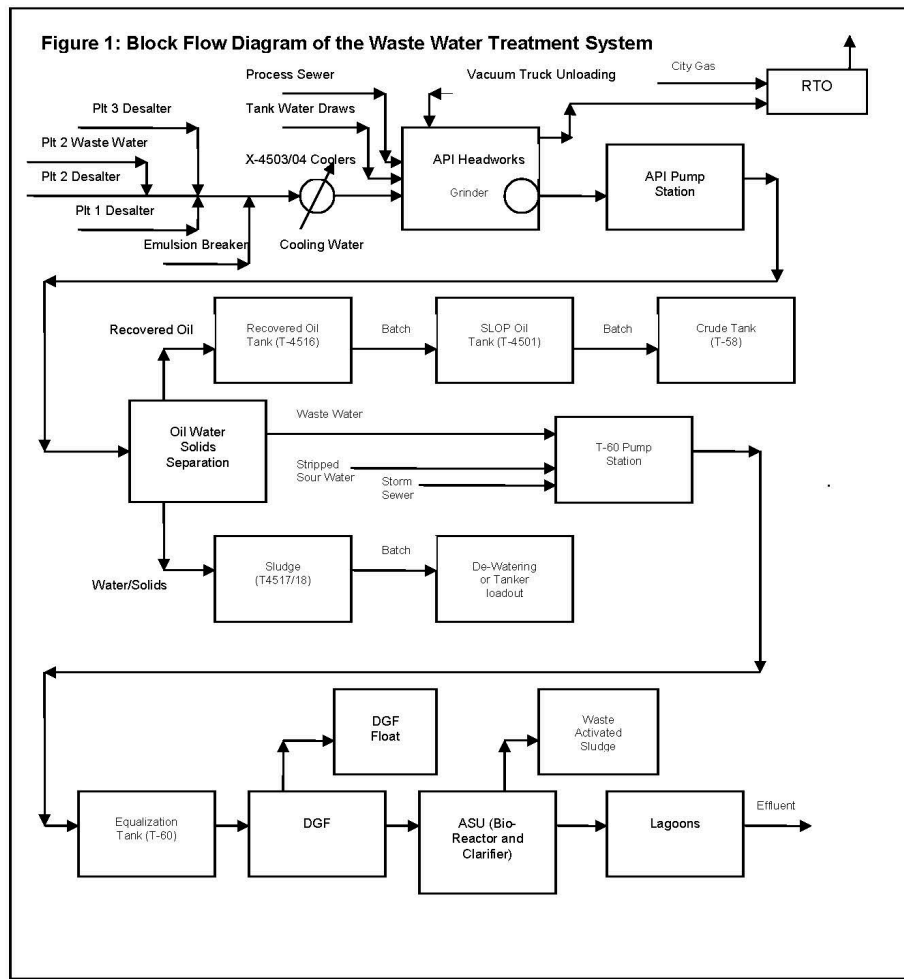 Figure 1: Block Flow Diagram of the Waste Water Treatment System
Process Sewer
Vacuum Truck Unloading
City Gas
RTO
Plt 3 Desalter
Tank Water Draws
Plt 2 Waste Water
X-4503/04 Coolers
API Headworks
API Pump
Station
Plt 2 Desalter
Grinder
Plt 1 Desalter
Emulsion Breaker
Cooling Water
Recovered Oil
Recovered Oil
Tank (T-4516)
Batch
SLOP Oil
Tank (T-4501)
Batch
Crude Tank
(T-58)
Oil Water
Solids
Separation
Waste Water
Stripped
Sour Water
Storm
Sewer
T-60 Pump
Station
Water/Solids
Sludge
(T4517/18)
Batch
De-Watering
or Tanker
loadout
DGF
Float
Waste
Activated
Sludge
Equalization
Tank (T-60)
DGF
ASU (Bio-
Reactor and
Clarifier)
Lagoons
Effluent